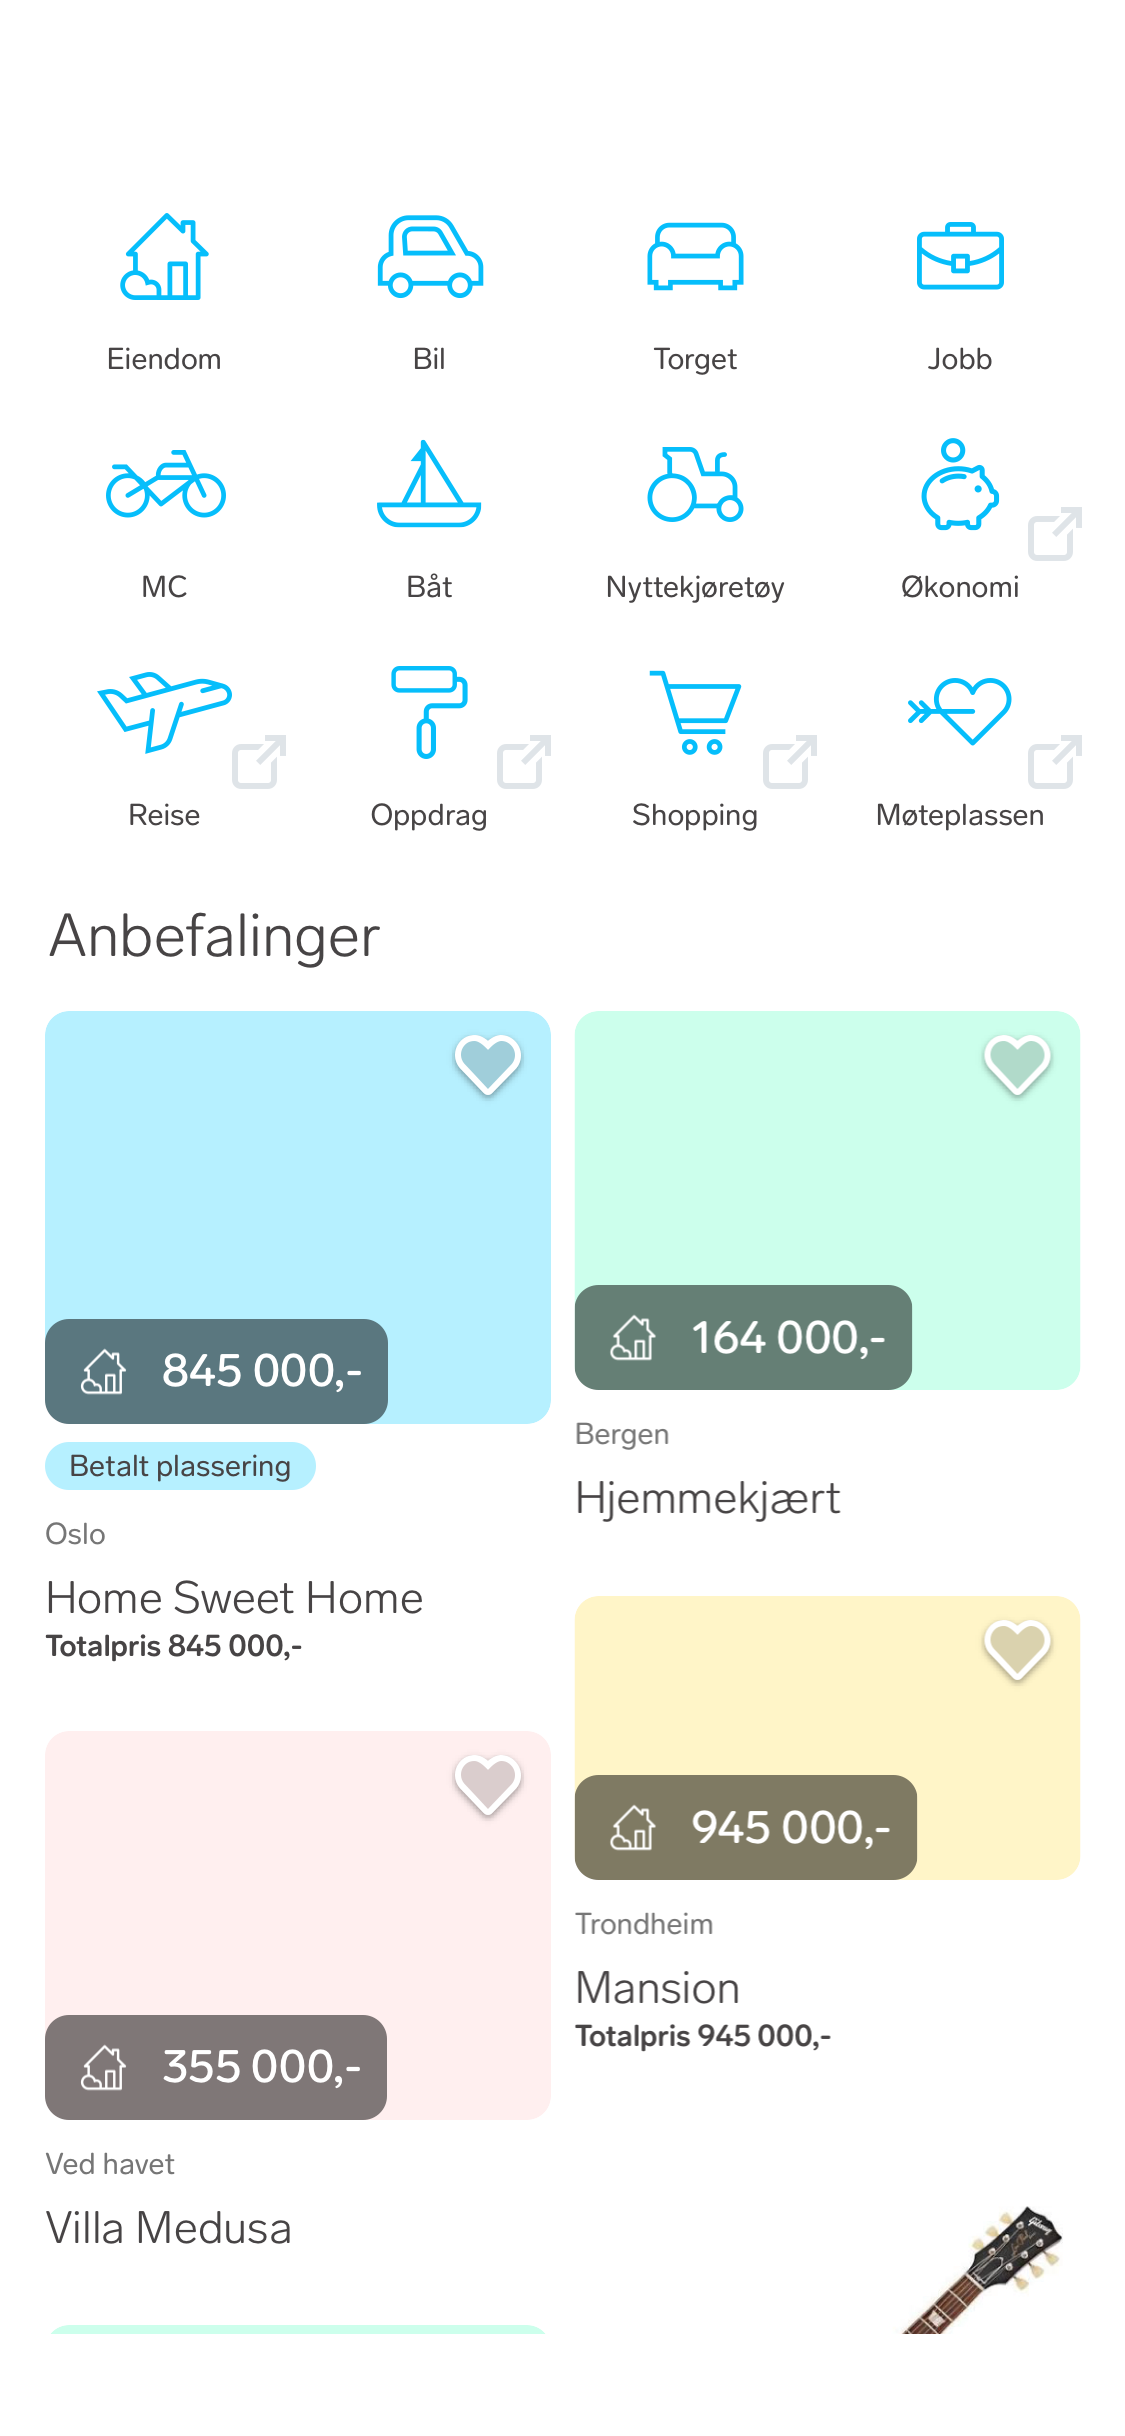 Eiendom
Bil
Torget
Jobb
MC
Båt
Nyttekjøretøy
Økonomi
Reise
Oppdrag
Shopping
Møteplassen
Anbefalinger
845 000,-
Betalt plassering
Oslo
Home Sweet Home
Totalpris 845 000,-
164 000,-
Bergen
Hjemmekjært
945 000,-
Trondheim
Mansion
Totalpris 945 000,-
355 000,-
Ved havet
Villa Medusa
Gibson